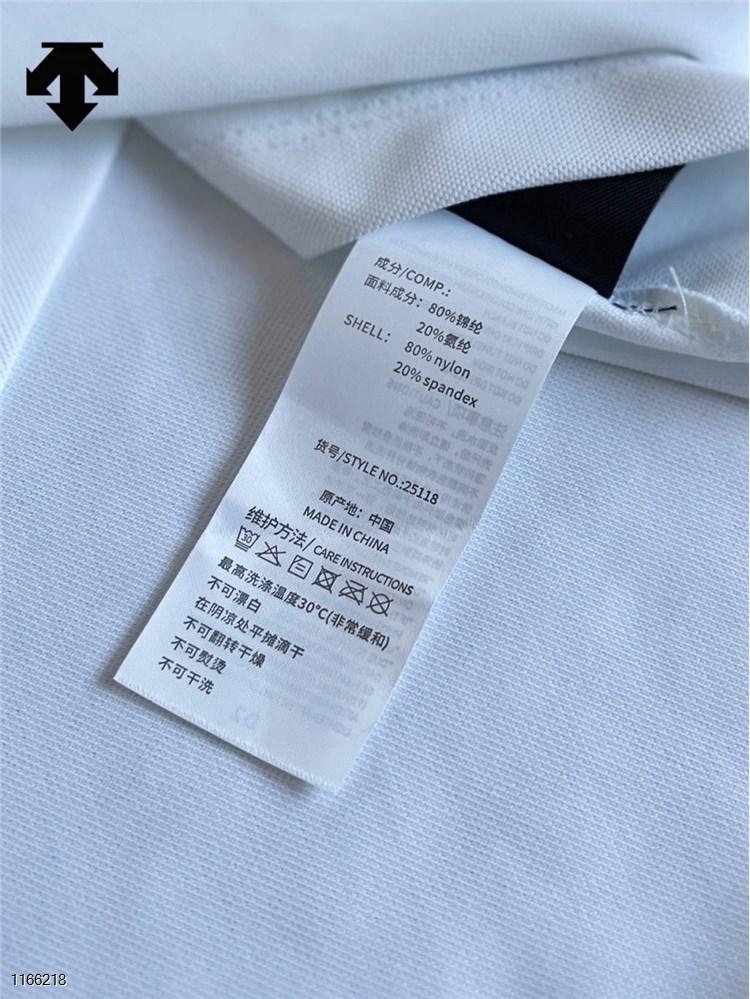 成分/COMP.:
面料成分：80%锦纶
20%氨纶
SHELL: 80% nylon
20% spandex
货号/STYLE NO.:25118
原产地：中国
MADE IN CHINA
维护方法/ CARE INSTRUCTIONS
30
最高洗涤温度30°C(非常缓和)
不可漂白
在阴凉处平摊滴干
不可翻转干燥
不可熨烫
不可干洗
1166218